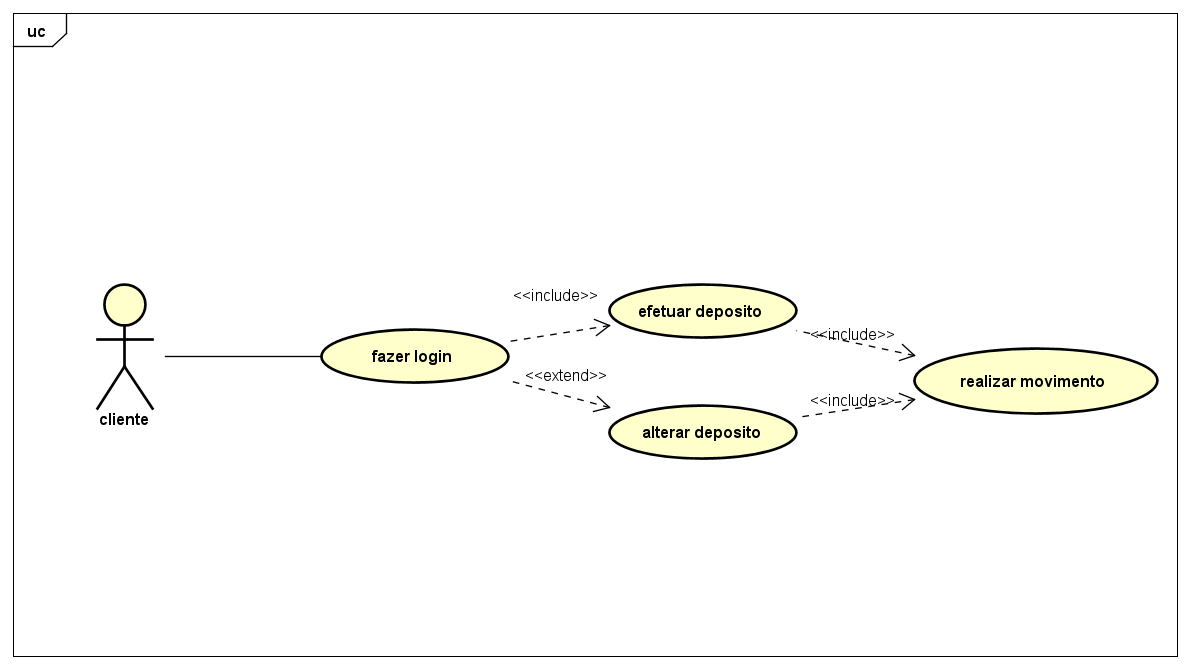 uc
<<include>>
efetuar deposito
<<include>>
fazer login
<<extend>>
realizar movimento
<<include>>
cliente
alterar deposito